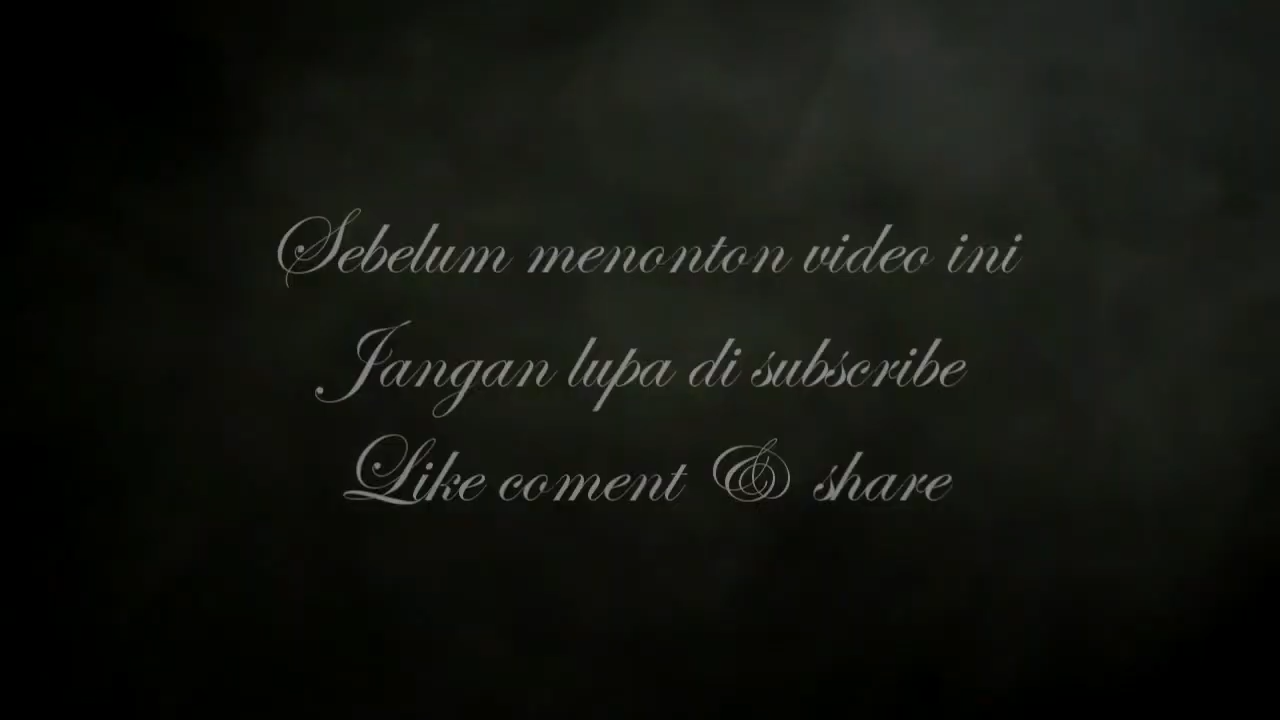 Sebelum menonton video ini
Jangan lupa di subscribe
Like coment & share